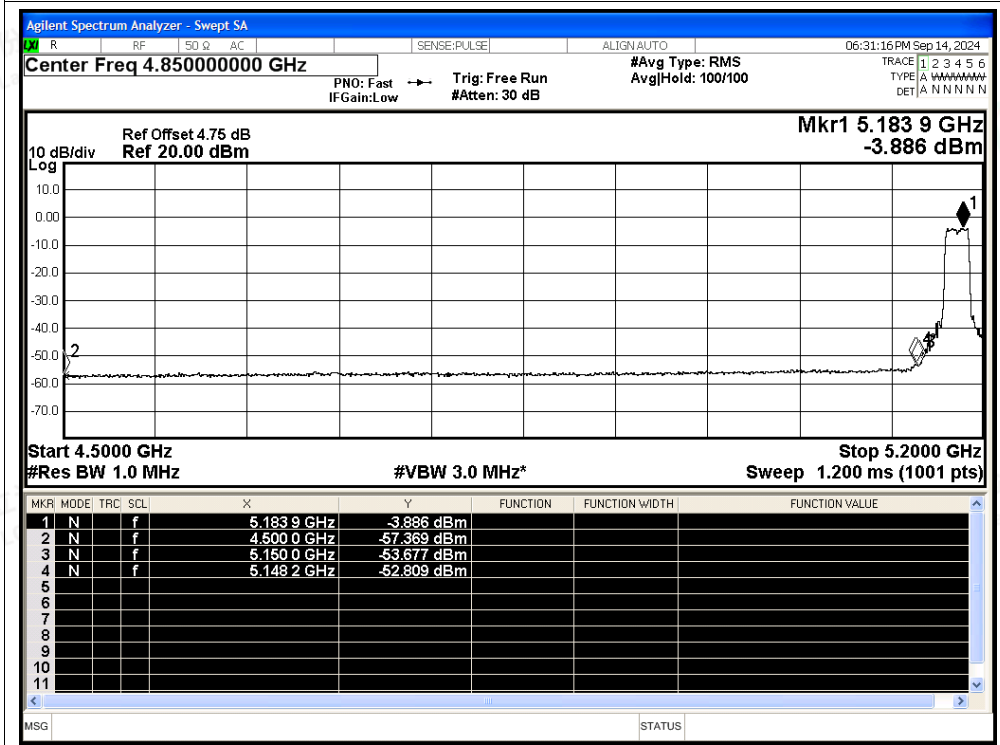 Agilent Spectrum Analyzer - Swept SA
LXI R RF 50 Ω AC SENSE:PULSE ALIGN AUTO 06:31:16 PM Sep 14, 2024
Center Freq 4.850000000 GHz #Avg Type: RMS TRACE 1 2 3 4 5 6
PNO: Fast Trig: Free Run Avg|Hold: 100/100 TYPE A WWWWW
IFGain:Low #Atten: 30 dB DET A N N N N N
Mkr1 5.183 9 GHz
Ref Offset 4.75 dB
10 dB/div Ref 20.00 dBm -3.886 dBm
Log
10.0
1
0.00
-10.0
-20.0
-30.0
-40.0
-50.0 2
-60.0
-70.0
Start 4.5000 GHz Stop 5.2000 GHz
#Res BW 1.0 MHz #VBW 3.0 MHz* Sweep 1.200 ms (1001 pts)
MKR MODE TRC SCL X Y FUNCTION FUNCTION WIDTH FUNCTION VALUE
1 N f 5.183 9 GHz -3.886 dBm
2 N f 4.500 0 GHz -57.369 dBm
3 N f 5.150 0 GHz -53.677 dBm
4 N f 5.148 2 GHz -52.809 dBm
5
6
7
8
9
10
11
MSG STATUS